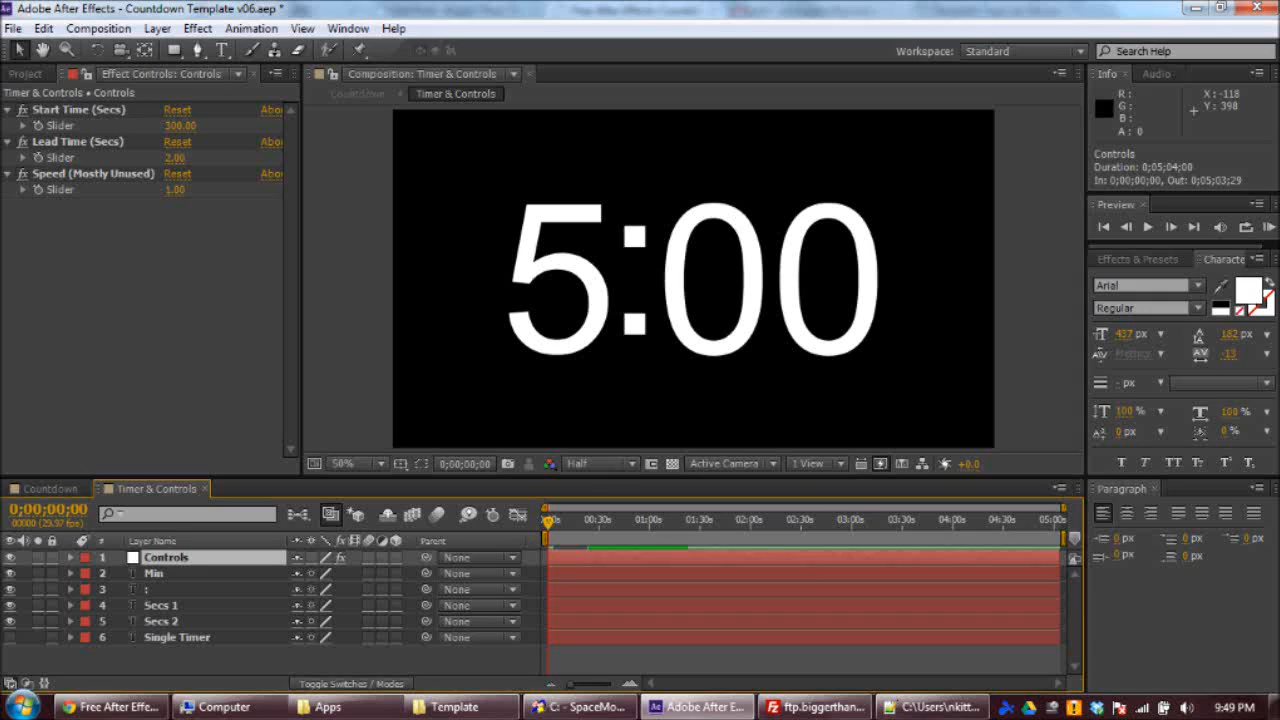 Adobe After Effects - Countdown Template v06.aep *
File Edit Composition Layer Effect Animation View Window Help
Workspace: Standard Search Help
Project Effect Controls: Controls
Timer & Controls • Controls
Start Time (Secs) Reset Abo
Slider 300.00
Lead Time (Secs) Reset Abo
Slider 2.00
Speed (Mostly Unused) Reset Abo
Slider 1.00
Composition: Timer & Controls
Countdown Timer & Controls
5:00
50% 0;00;00;00 Half Active Camera 1 View +0.0
Info Audio
R: X: -118
G: Y: 398
B:
A: 0
Controls
Duration: 0;05;04;00
In: 0;00;00;00, Out: 0;05;03;29
Preview
Effects & Presets Characte
Arial
Regular
437 px 182 px
Metrics -13
- px
100 % 100 %
0 px 0 %
T T TT Tt T¹ T₁
Paragraph
0 px 0 px 0 px
0 px 0 px
Countdown Timer & Controls
0;00;00;00
00000 (29.97 fps)
:00s 00:30s 01:00s 01:30s 02:00s 02:30s 03:00s 03:30s 04:00s 04:30s 05:00s
# Layer Name Parent
1 Controls None
2 Min None
3 : None
4 Secs 1 None
5 Secs 2 None
6 Single Timer None
Toggle Switches / Modes
Free After Effec... Computer Apps Template C: - SpaceMo... Adobe After E... ftp.biggerthan... C:\Users\nkitt... 9:49 PM